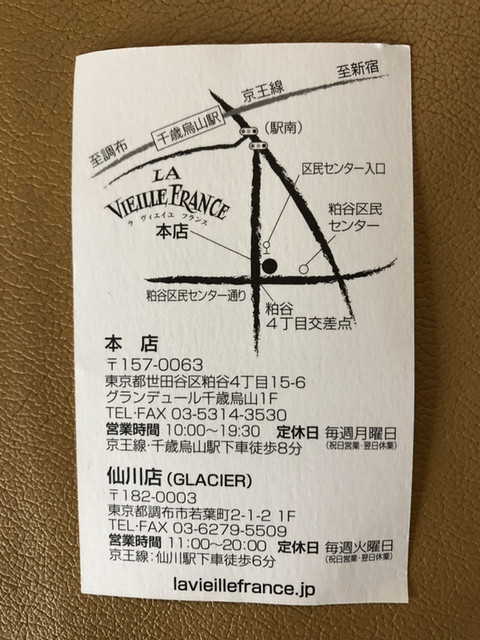 至新宿
京王線
千歳烏山駅
至調布
(駅南)
LA
VIEILLE FRANCE
ラ ヴィエイユ フランス
本店
区民センター入口
粕谷区民
センター
粕谷区民センター通り
粕谷
4丁目交差点
本 店
〒157-0063
東京都世田谷区粕谷4丁目15-6
グランデュール千歳烏山1F
TEL・FAX 03-5314-3530
営業時間 10:00~19:30 定休日 毎週月曜日
(祝日営業・翌日休業)
京王線・千歳烏山駅下車徒歩8分
仙川店 (GLACIER)
〒182-0003
東京都調布市若葉町2-1-2 1F
TEL・FAX 03-6279-5509
営業時間 11:00~20:00 定休日 毎週火曜日
(祝日営業・翌日休業)
京王線:仙川駅下車徒歩6分
lavieillefrance.jp